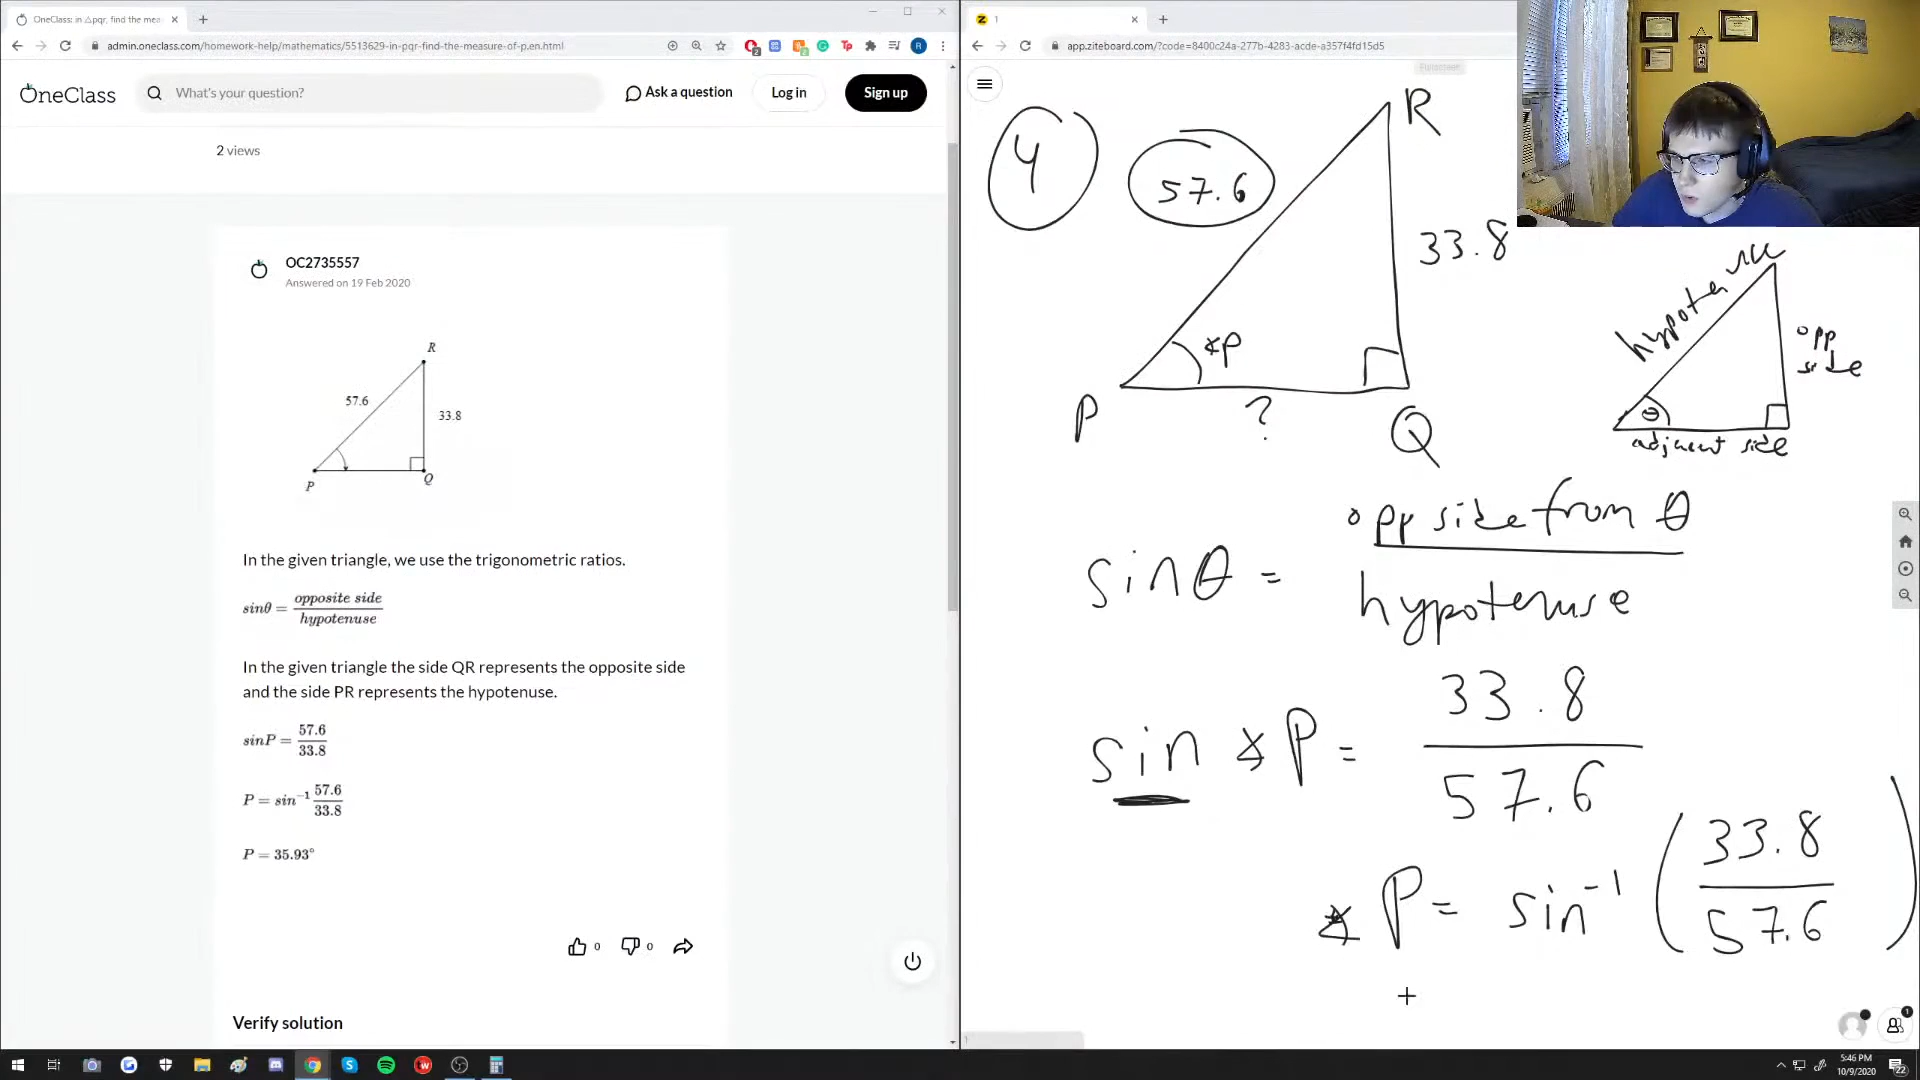 OneClass: in △pqr, find the mea
1
admin.oneclass.com/homework-help/mathematics/5513629-in-pqr-find-the-measure-of-p.en.html
app.ziteboard.com/?code=8400c24a-277b-4283-acde-a357f4fd15d5
Fullscreen
OneClass
What's your question?
Ask a question
Log in
Sign up
2 views
OC2735557
Answered on 19 Feb 2020
R
57.6
33.8
P
Q
In the given triangle, we use the trigonometric ratios.
sinθ = opposite side / hypotenuse
In the given triangle the side QR represents the opposite side
and the side PR represents the hypotenuse.
sinP = 57.6 / 33.8
P = sin⁻¹ 57.6 / 33.8
P = 35.93°
0
0
Verify solution
4
57.6
R
33.8
∢P
P
?
Q
hypotenuse
opp
side
θ
adjacent side
sinθ = opp side from θ / hypotenuse
sin ∢P = 33.8 / 57.6
∢P = sin⁻¹ (33.8 / 57.6)
1
5:46 PM
10/9/2020
22